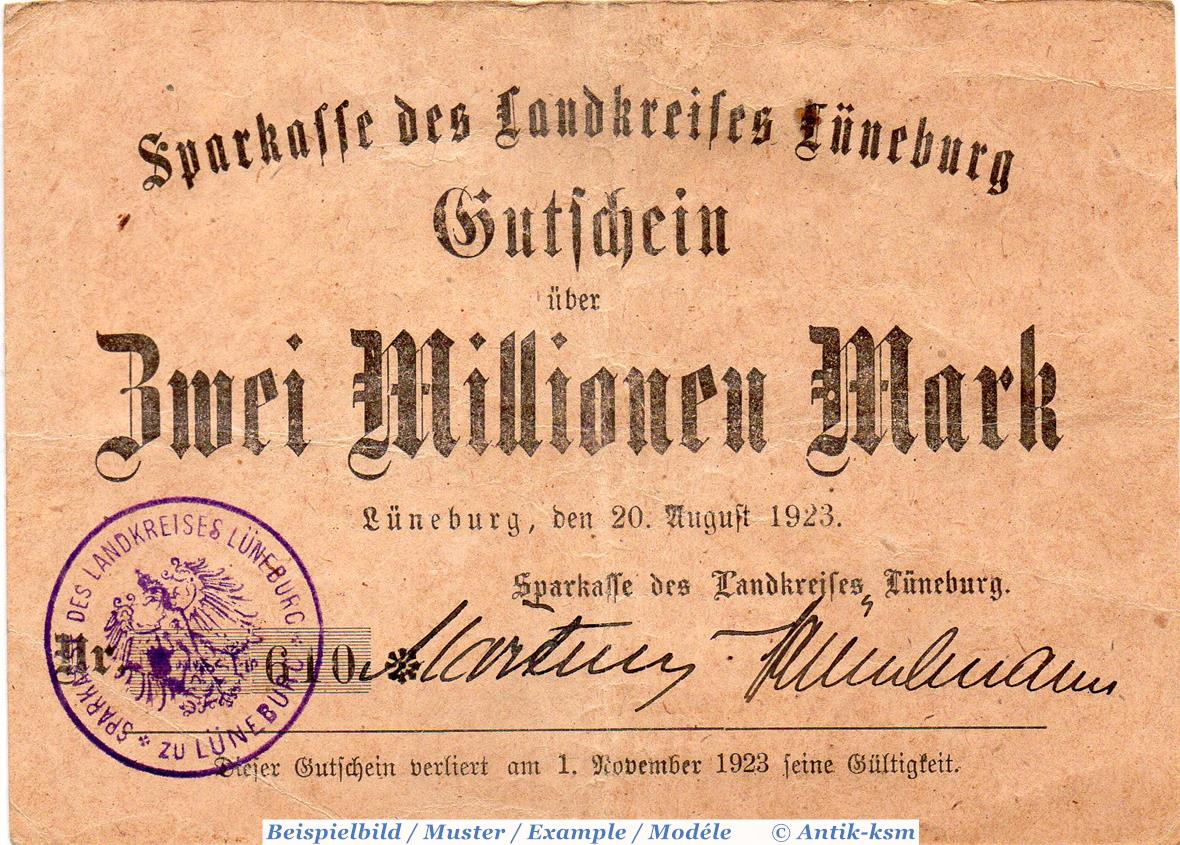 Sparkasse des Landkreises Lüneburg
Gutschein
über
Zwei Millionen Mark
Lüneburg, den 20. August 1923.
Sparkasse des Landkreises Lüneburg.
SPARKASSE DES LANDKREISES LÜNEBURG
* ZU LÜNEBURG *
Nr. 610
Dieser Gutschein verliert am 1. November 1923 seine Gültigkeit.
Beispielbild / Muster / Example / Modéle © Antik-ksm